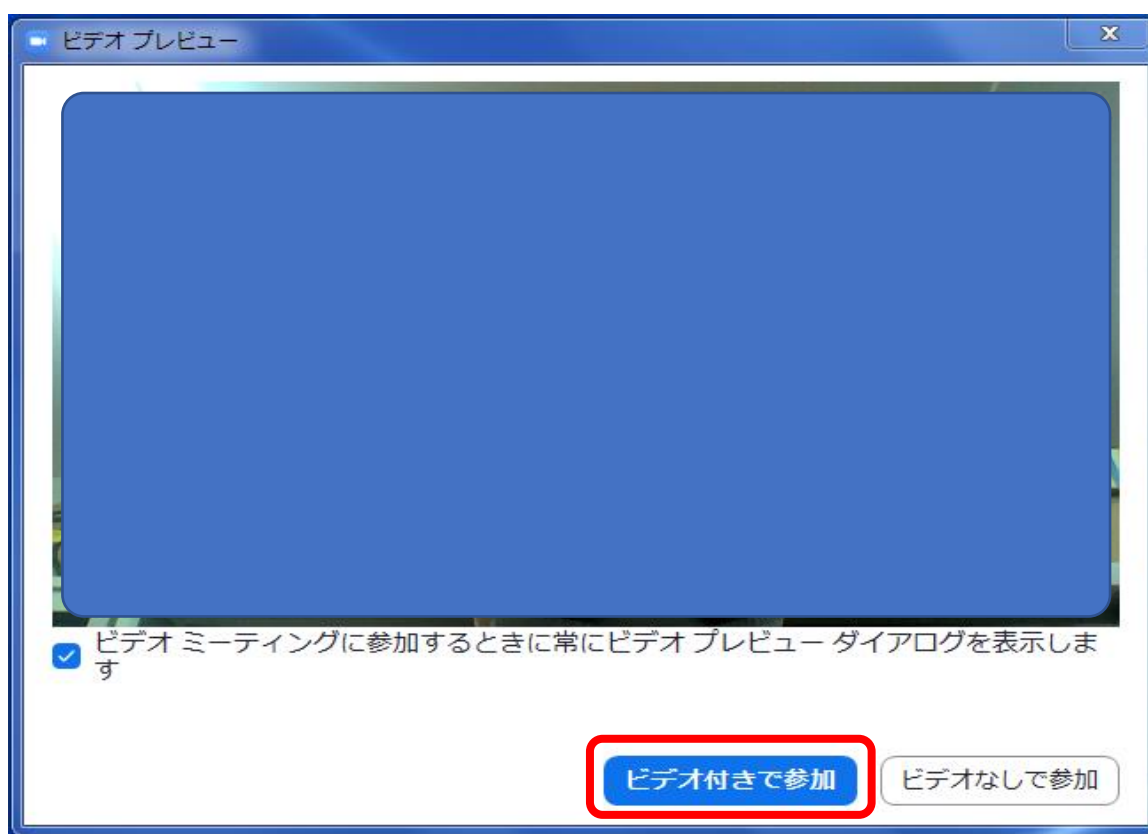 ビデオ プレビュー
ビデオ ミーティングに参加するときに常にビデオ プレビュー ダイアログを表示しま
す
ビデオ付きで参加
ビデオなしで参加